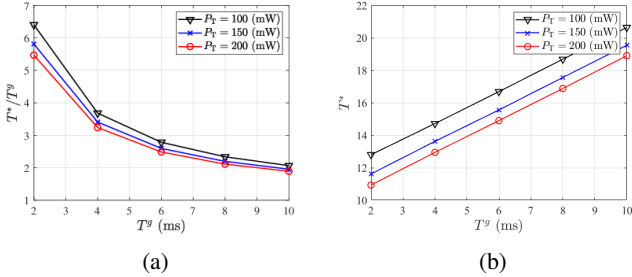 7
6
5
4
3
2
1
T*/T^g
P_T = 100 (mW)
P_T = 150 (mW)
P_T = 200 (mW)
2 3 4 5 6 7 8 9 10
T^g (ms)
(a)
22
20
18
16
14
12
10
T*
P_T = 100 (mW)
P_T = 150 (mW)
P_T = 200 (mW)
2 3 4 5 6 7 8 9 10
T^g (ms)
(b)